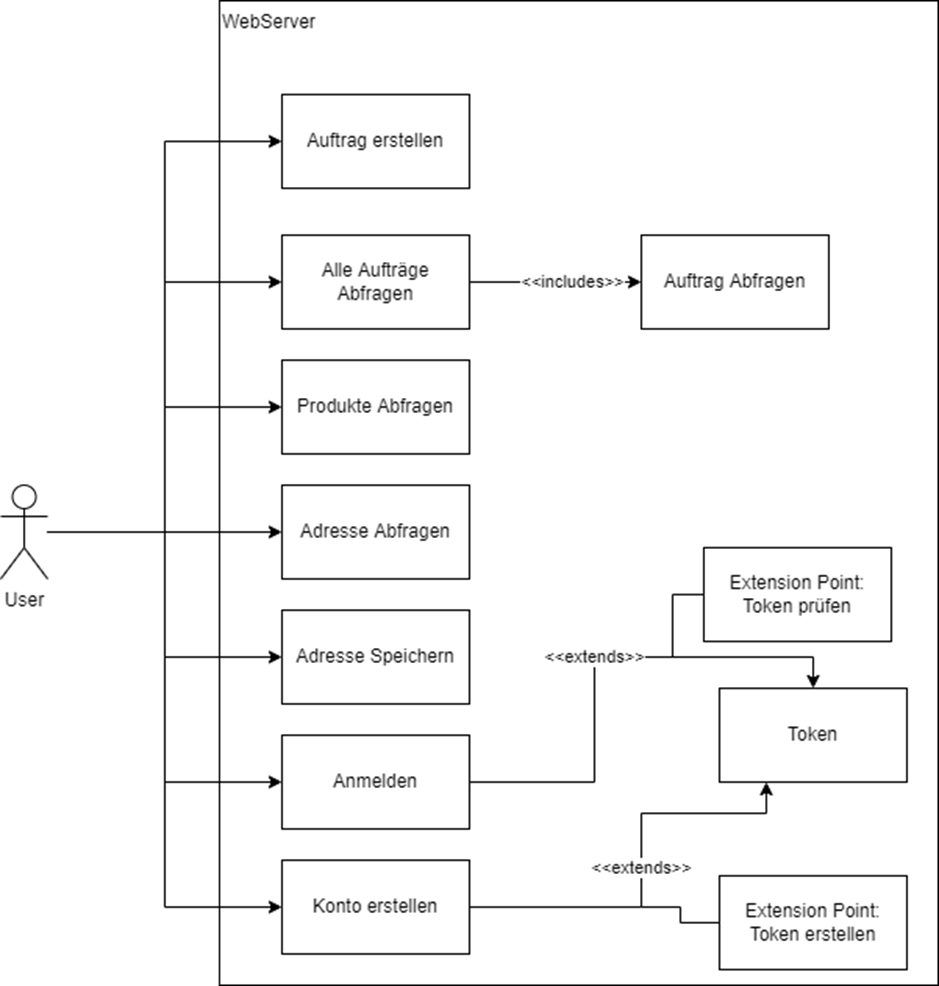 WebServer
Auftrag erstellen
Alle Aufträge
Abfragen
<<includes>>
Auftrag Abfragen
Produkte Abfragen
Adresse Abfragen
User
Extension Point:
Token prüfen
Adresse Speichern
<<extends>>
Token
Anmelden
<<extends>>
Konto erstellen
Extension Point:
Token erstellen